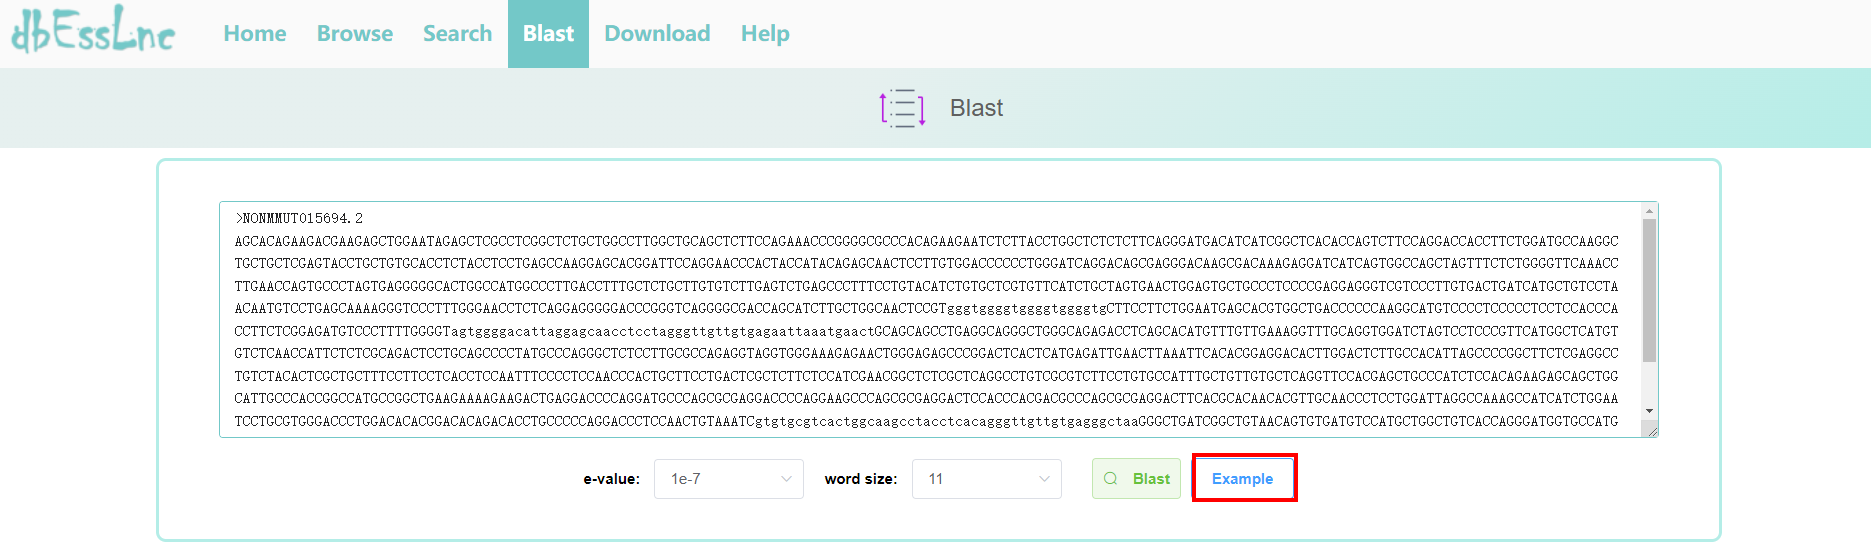 dbEssLnc
Home Browse Search Blast Download Help
Blast
>NONMMUT015694.2
AGCACAGAAGACGAAGAGCTGGAATAGAGCTCGCCTCGGCTCTGCTGGCCTTGGCTGCAGCTCTTCCAGAAACCCGGGGCGCCCACAGAAGAATCTCTTACCTGGCTCTCTCTTCAGGGATGACATCATCGGCTCACACCAGTCTTCCAGGACCACCTTCTGGATGCCAAGGC
TGCTGCTCGAGTACCTGCTGTGCACCTCTACCTCCTGAGCCAAGGAGCACGGATTCCAGGAACCCACTACCATACAGAGCAACTCCTTGTGGACCCCCCTGGGATCAGGACAGCGAGGGACAAGCGACAAAGAGGATCATCAGTGGCCAGCTAGTTTCTCTGGGGTTCAAACC
TTGAACCAGTGCCCTAGTGAGGGGGCACTGGCCATGGCCCTTGACCTTTGCTCTGCTTGTGTCTTGAGTCTGAGCCCTTTCCTGTACATCTGTGCTCGTGTTCATCTGCTAGTGAACTGGAGTGCTGCCCTCCCCGAGGAGGGTCGTCCCTTGTGACTGATCATGCTGTCCTA
ACAATGTCCTGAGCAAAAGGGTCCCTTTGGGAACCTCTCAGGAGGGGGACCCGGGTCAGGGGCGACCAGCATCTTGCTGGCAACTCCGTgggtggggtggggtggggtgCTTCCTTCTGGAATGAGCACGTGGCTGACCCCCCAAGGCATGTCCCCTCCCCCTCCTCCACCCA
CCTTCTCGGAGATGTCCCTTTTGGGGTagtggggacattaggagcaacctcctagggttgttgtgagaattaaatgaactGCAGCAGCCTGAGGCAGGGCTGGGCAGAGACCTCAGCACATGTTTGTTGAAAGGTTTGCAGGTGGATCTAGTCCTCCCGTTCATGGCTCATGT
GTCTCAACCATTCTCTCGCAGACTCCTGCAGCCCCTATGCCCAGGGCTCTCCTTGCGCCAGAGGTAGGTGGGAAAGAGAACTGGGAGAGCCCGGACTCACTCATGAGATTGAACTTAAATTCACACGGAGGACACTTGGACTCTTGCCACATTAGCCCCGGCTTCTCGAGGCC
TGTCTACACTCGCTGCTTTCCTTCCTCACCTCCAATTTCCCCTCCAACCCACTGCTTCCTGACTCGCTCTTCTCCATCGAACGGCTCTCGCTCAGGCCTGTCGCGTCTTCCTGTGCCATTTGCTGTTGTGCTCAGGTTCCACGAGCTGCCCATCTCCACAGAAGAGCAGCTGG
CATTGCCCACCGGCCATGCCGGCTGAAGAAAAGAAGACTGAGGACCCCAGGATGCCCAGCGCGAGGACCCCAGGAAGCCCAGCGCGAGGACTCCACCCACGACGCCCAGCGCGAGGACTTCACGCACAACACGTTGCAACCCTCCTGGATTAGGCCAAAGCCATCATCTGGAA
TCCTGCGTGGGACCCTGGACACACGGACACAGACACCTGCCCCCAGGACCCTCCAACTGTAAATCgtgtgcgtcactggcaagcctacctcacagggttgttgtgagggctaaGGGCTGATCGGCTGTAACAGTGTGATGTCCATGCTGGCTGTCACCAGGGATGGTGCCATG
e-value: 1e-7 word size: 11 Blast Example